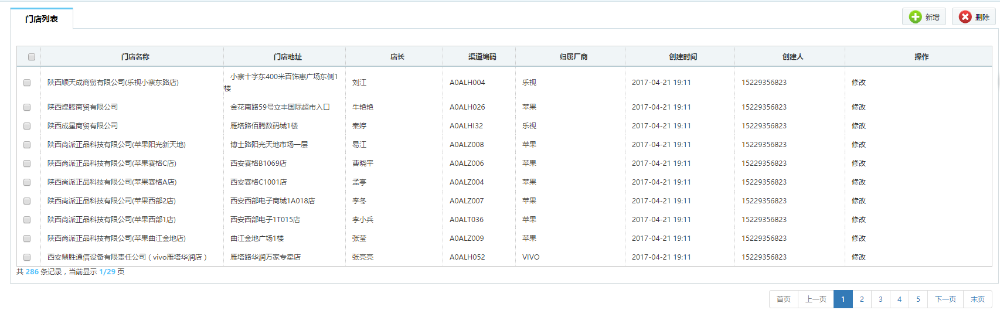 门店列表
新增 删除
门店名称 门店地址 店长 渠道编码 归属厂商 创建时间 创建人 操作
陕西顺天成商贸有限公司(乐视小寨东路店) 小寨十字东400米百饰惠广场东侧1楼 刘江 A0ALH004 乐视 2017-04-21 19:11 15229356823 修改
陕西煌腾商贸有限公司 金花南路59号立丰国际超市入口 牛艳艳 A0ALH026 苹果 2017-04-21 19:11 15229356823 修改
陕西成星商贸有限公司 雁塔路佰腾数码城1楼 秦婷 A0ALHI32 乐视 2017-04-21 19:11 15229356823 修改
陕西尚派正品科技有限公司(苹果阳光新天地) 博士路阳光天地市场一层 易江 A0ALZ008 苹果 2017-04-21 19:11 15229356823 修改
陕西尚派正品科技有限公司(苹果赛格C店) 西安赛格B1069店 曹晓平 A0ALZ006 苹果 2017-04-21 19:11 15229356823 修改
陕西尚派正品科技有限公司(苹果赛格A店) 西安赛格C1001店 孟亭 A0ALZ004 苹果 2017-04-21 19:11 15229356823 修改
陕西尚派正品科技有限公司(苹果西部2店) 西安西部电子商城1A018店 李冬 A0ALZ007 苹果 2017-04-21 19:11 15229356823 修改
陕西尚派正品科技有限公司(苹果西部1店) 西安西部电子1T015店 李小兵 A0ALT036 苹果 2017-04-21 19:11 15229356823 修改
陕西尚派正品科技有限公司(苹果曲江金地店) 曲江金地广场1楼 张莹 A0ALZ009 苹果 2017-04-21 19:11 15229356823 修改
西安鼎胜通信设备有限责任公司（vivo雁塔华润店） 雁塔路华润万家专卖店 张亮亮 A0ALH052 VIVO 2017-04-21 19:11 15229356823 修改
共 286 条记录，当前显示 1/29 页
首页 上一页 1 2 3 4 5 下一页 末页